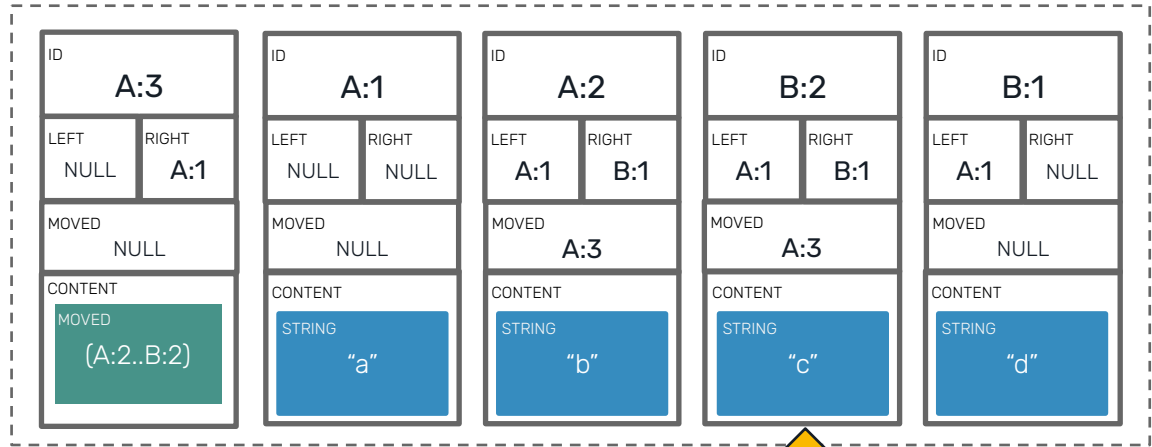 ID
A:3
LEFT
NULL
RIGHT
A:1
MOVED
NULL
CONTENT
MOVED
(A:2..B:2)
ID
A:1
LEFT
NULL
RIGHT
NULL
MOVED
NULL
CONTENT
STRING
“a”
ID
A:2
LEFT
A:1
RIGHT
B:1
MOVED
A:3
CONTENT
STRING
“b”
ID
B:2
LEFT
A:1
RIGHT
B:1
MOVED
A:3
CONTENT
STRING
“c”
ID
B:1
LEFT
A:1
RIGHT
NULL
MOVED
NULL
CONTENT
STRING
“d”